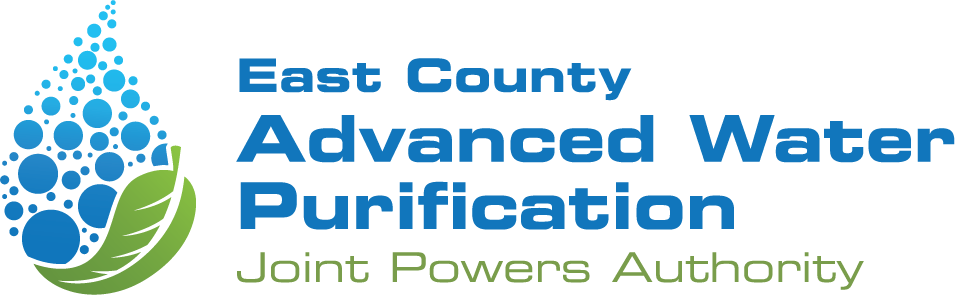 East County
Advanced Water
Purification
Joint Powers Authority